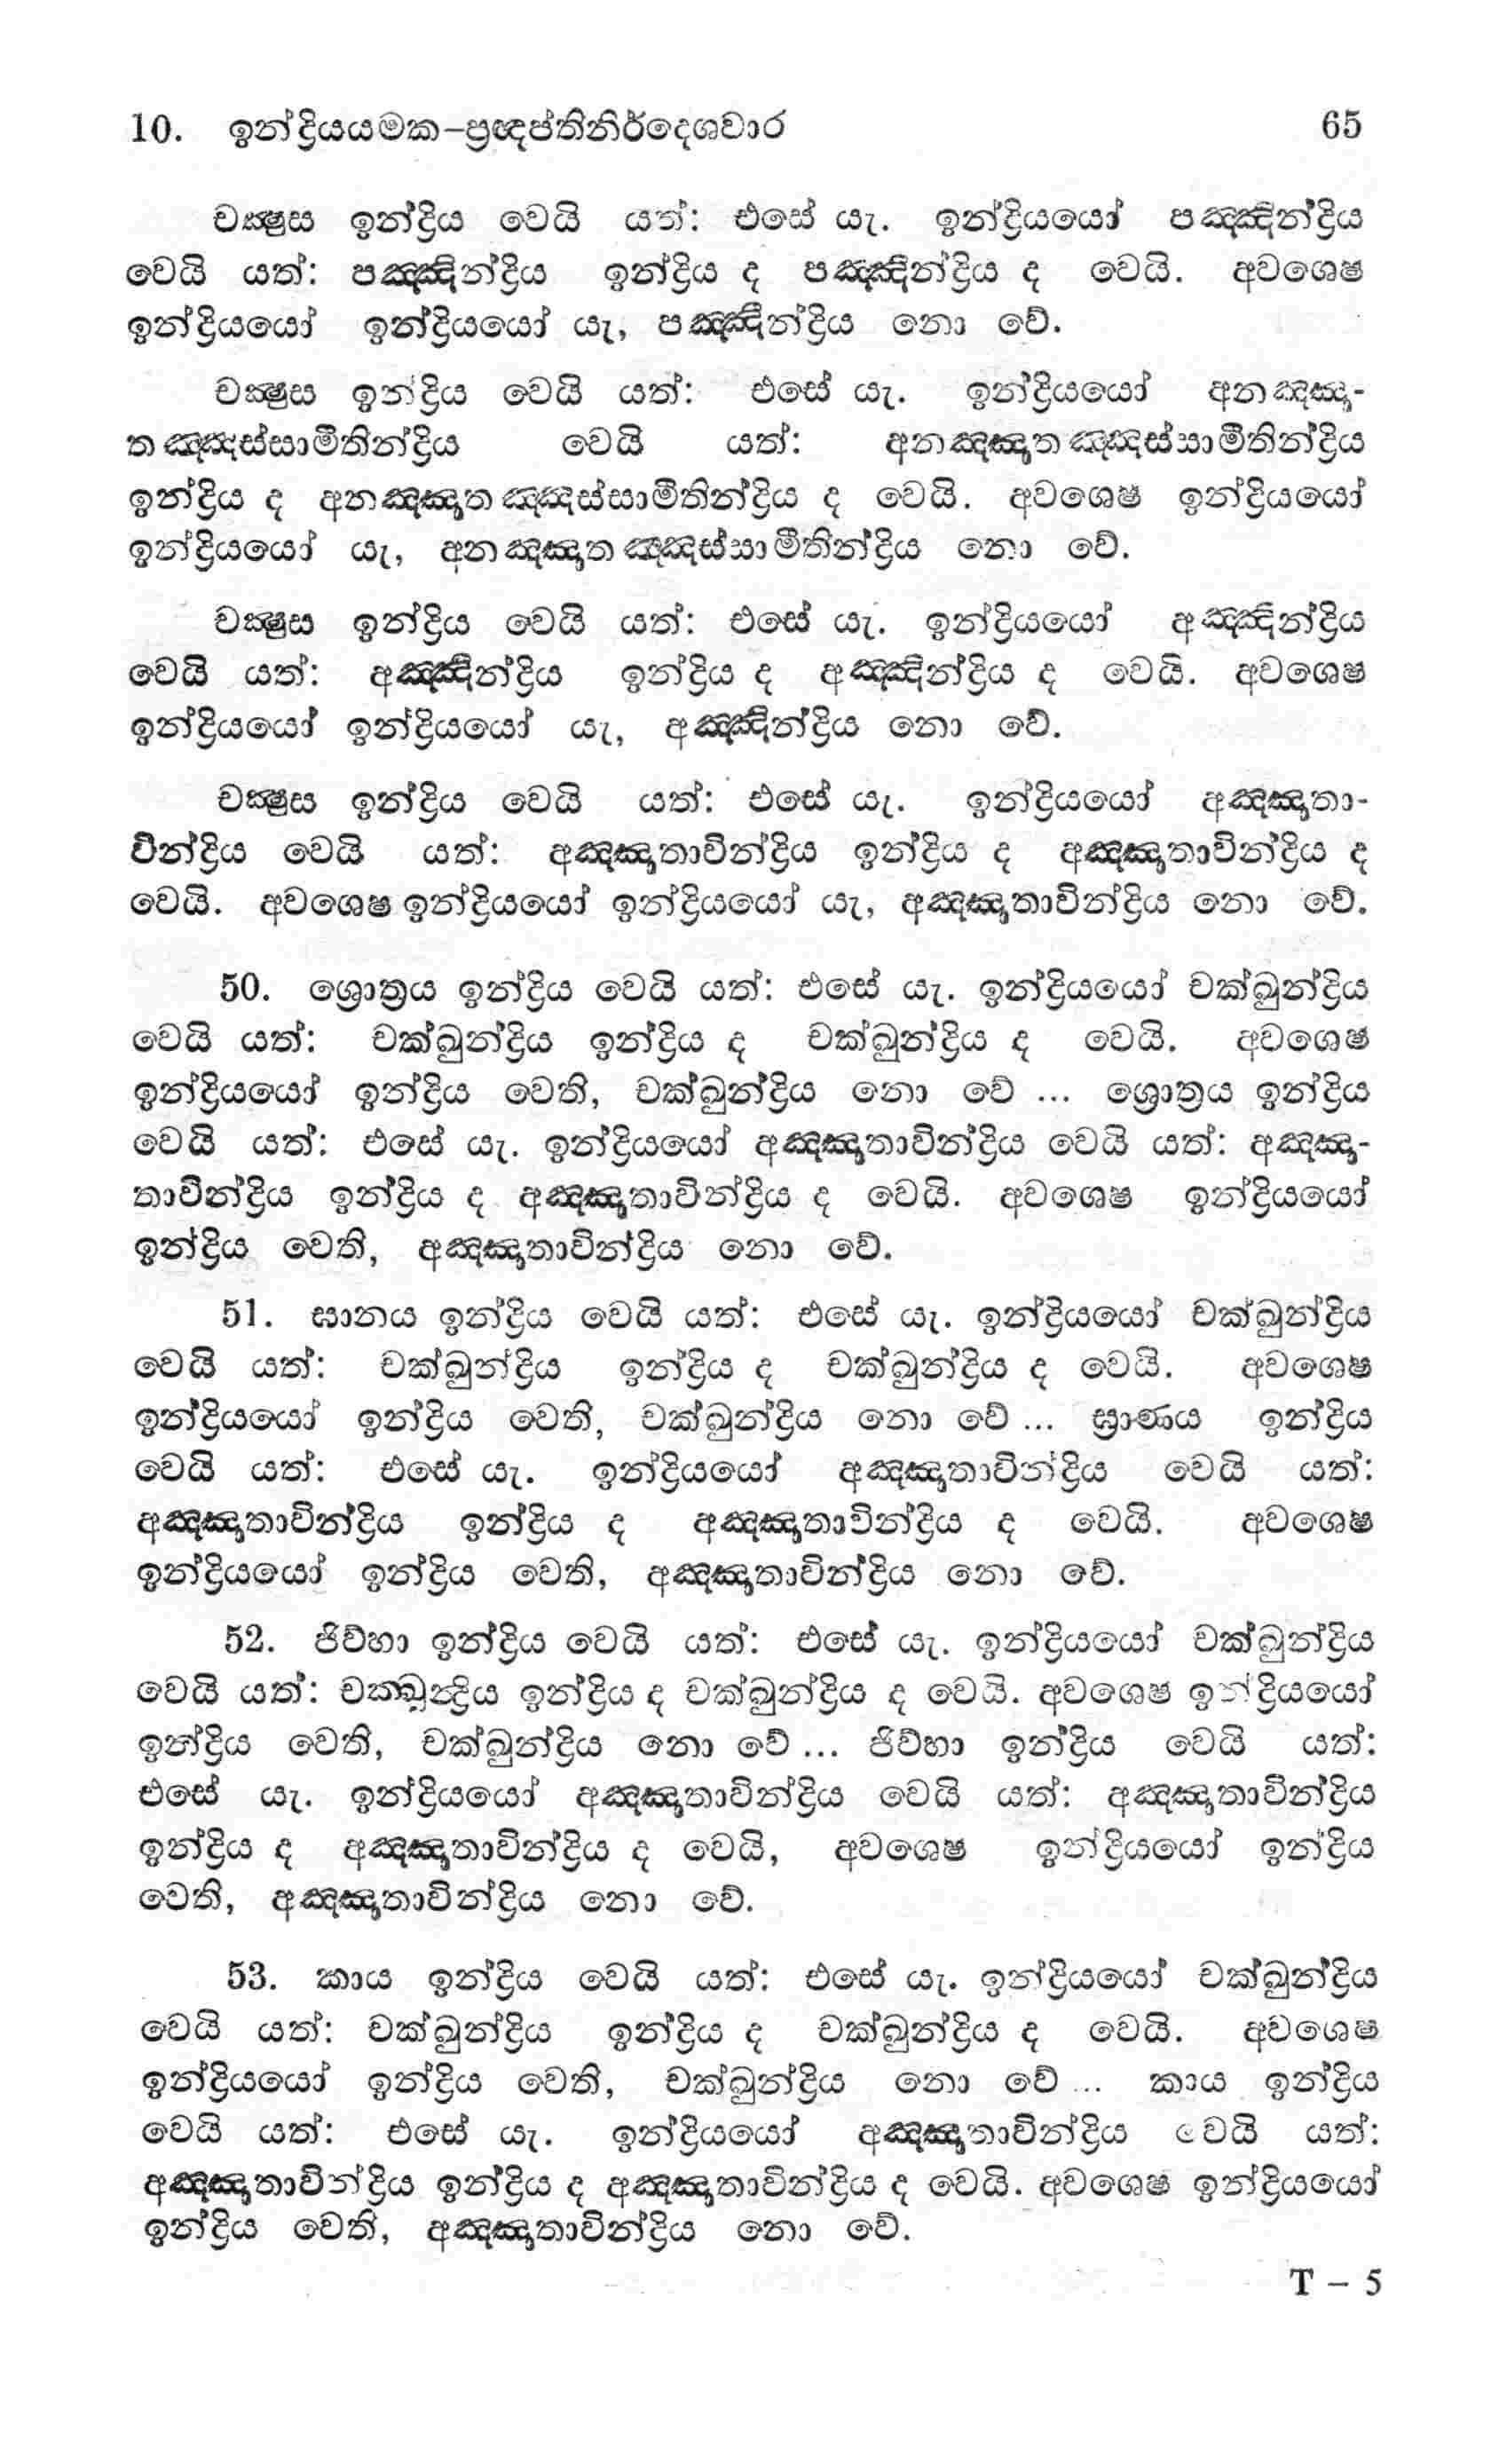 10. ඉන්ද්‍රියයමක-ප්‍රඥප්තිනිර්දෙශවාර 65
චක්‍ෂුස ඉන්ද්‍රිය වෙයි යත්: එසේ යැ. ඉන්ද්‍රියයෝ පඤ්ඤින්ද්‍රිය
වෙයි යත්: පඤ්ඤින්ද්‍රිය ඉන්ද්‍රිය ද පඤ්ඤින්ද්‍රිය ද වෙයි. අවශෙෂ
ඉන්ද්‍රියයෝ ඉන්ද්‍රියයෝ යැ, පඤ්ඤින්ද්‍රිය නො වේ.
චක්‍ෂුස ඉන්ද්‍රිය වෙයි යත්: එසේ යැ. ඉන්ද්‍රියයෝ අනඤ්ඤා-
තඤ්ඤස්සාමීතින්ද්‍රිය වෙයි යත්: අනඤ්ඤාතඤ්ඤස්සාමීතින්ද්‍රිය
ඉන්ද්‍රිය ද අනඤ්ඤාතඤ්ඤස්සාමීතින්ද්‍රිය ද වෙයි. අවශෙෂ ඉන්ද්‍රියයෝ
ඉන්ද්‍රියයෝ යැ, අනඤ්ඤාතඤ්ඤස්සාමීතින්ද්‍රිය නො වේ.
චක්‍ෂුස ඉන්ද්‍රිය වෙයි යත්: එසේ යැ. ඉන්ද්‍රියයෝ අඤ්ඤින්ද්‍රිය
වෙයි යත්: අඤ්ඤින්ද්‍රිය ඉන්ද්‍රිය ද අඤ්ඤින්ද්‍රිය ද වෙයි. අවශෙෂ
ඉන්ද්‍රියයෝ ඉන්ද්‍රියයෝ යැ, අඤ්ඤින්ද්‍රිය නො වේ.
චක්‍ෂුස ඉන්ද්‍රිය වෙයි යත්: එසේ යැ. ඉන්ද්‍රියයෝ අඤ්ඤාතා-
වින්ද්‍රිය වෙයි යත්: අඤ්ඤාතාවින්ද්‍රිය ඉන්ද්‍රිය ද අඤ්ඤාතාවින්ද්‍රිය ද
වෙයි. අවශෙෂ ඉන්ද්‍රියයෝ ඉන්ද්‍රියයෝ යැ, අඤ්ඤාතාවින්ද්‍රිය නො වේ.
50. ශ්‍රොත්‍රය ඉන්ද්‍රිය වෙයි යත්: එසේ යැ. ඉන්ද්‍රියයෝ චක්ඛුන්ද්‍රිය
වෙයි යත්: චක්ඛුන්ද්‍රිය ඉන්ද්‍රිය ද චක්ඛුන්ද්‍රිය ද වෙයි. අවශෙෂ
ඉන්ද්‍රියයෝ ඉන්ද්‍රිය වෙති, චක්ඛුන්ද්‍රිය නො වේ ... ශ්‍රොත්‍රය ඉන්ද්‍රිය
වෙයි යත්: එසේ යැ. ඉන්ද්‍රියයෝ අඤ්ඤාතාවින්ද්‍රිය වෙයි යත්: අඤ්ඤා-
තාවින්ද්‍රිය ඉන්ද්‍රිය ද අඤ්ඤාතාවින්ද්‍රිය ද වෙයි. අවශෙෂ ඉන්ද්‍රියයෝ
ඉන්ද්‍රිය වෙති, අඤ්ඤාතාවින්ද්‍රිය නො වේ.
51. ඝානය ඉන්ද්‍රිය වෙයි යත්: එසේ යැ. ඉන්ද්‍රියයෝ චක්ඛුන්ද්‍රිය
වෙයි යත්: චක්ඛුන්ද්‍රිය ඉන්ද්‍රිය ද චක්ඛුන්ද්‍රිය ද වෙයි. අවශෙෂ
ඉන්ද්‍රියයෝ ඉන්ද්‍රිය වෙති, චක්ඛුන්ද්‍රිය නො වේ ... ඝ්‍රාණය ඉන්ද්‍රිය
වෙයි යත්: එසේ යැ. ඉන්ද්‍රියයෝ අඤ්ඤාතාවින්ද්‍රිය වෙයි යත්:
අඤ්ඤාතාවින්ද්‍රිය ඉන්ද්‍රිය ද අඤ්ඤාතාවින්ද්‍රිය ද වෙයි. අවශෙෂ
ඉන්ද්‍රියයෝ ඉන්ද්‍රිය වෙති, අඤ්ඤාතාවින්ද්‍රිය නො වේ.
52. ජිව්හා ඉන්ද්‍රිය වෙයි යත්: එසේ යැ. ඉන්ද්‍රියයෝ චක්ඛුන්ද්‍රිය
වෙයි යත්: චක්ඛුන්ද්‍රිය ඉන්ද්‍රිය ද චක්ඛුන්ද්‍රිය ද වෙයි. අවශෙෂ ඉන්ද්‍රියයෝ
ඉන්ද්‍රිය වෙති, චක්ඛුන්ද්‍රිය නො වේ ... ජිව්හා ඉන්ද්‍රිය වෙයි යත්:
එසේ යැ. ඉන්ද්‍රියයෝ අඤ්ඤාතාවින්ද්‍රිය වෙයි යත්: අඤ්ඤාතාවින්ද්‍රිය
ඉන්ද්‍රිය ද අඤ්ඤාතාවින්ද්‍රිය ද වෙයි, අවශෙෂ ඉන්ද්‍රියයෝ ඉන්ද්‍රිය
වෙති, අඤ්ඤාතාවින්ද්‍රිය නො වේ.
53. කාය ඉන්ද්‍රිය වෙයි යත්: එසේ යැ. ඉන්ද්‍රියයෝ චක්ඛුන්ද්‍රිය
වෙයි යත්: චක්ඛුන්ද්‍රිය ඉන්ද්‍රිය ද චක්ඛුන්ද්‍රිය ද වෙයි. අවශෙෂ
ඉන්ද්‍රියයෝ ඉන්ද්‍රිය වෙති, චක්ඛුන්ද්‍රිය නො වේ ... කාය ඉන්ද්‍රිය
වෙයි යත්: එසේ යැ. ඉන්ද්‍රියයෝ අඤ්ඤාතාවින්ද්‍රිය වෙයි යත්:
අඤ්ඤාතාවින්ද්‍රිය ඉන්ද්‍රිය ද අඤ්ඤාතාවින්ද්‍රිය ද වෙයි. අවශෙෂ ඉන්ද්‍රියයෝ
ඉන්ද්‍රිය වෙති, අඤ්ඤාතාවින්ද්‍රිය නො වේ.
T - 5